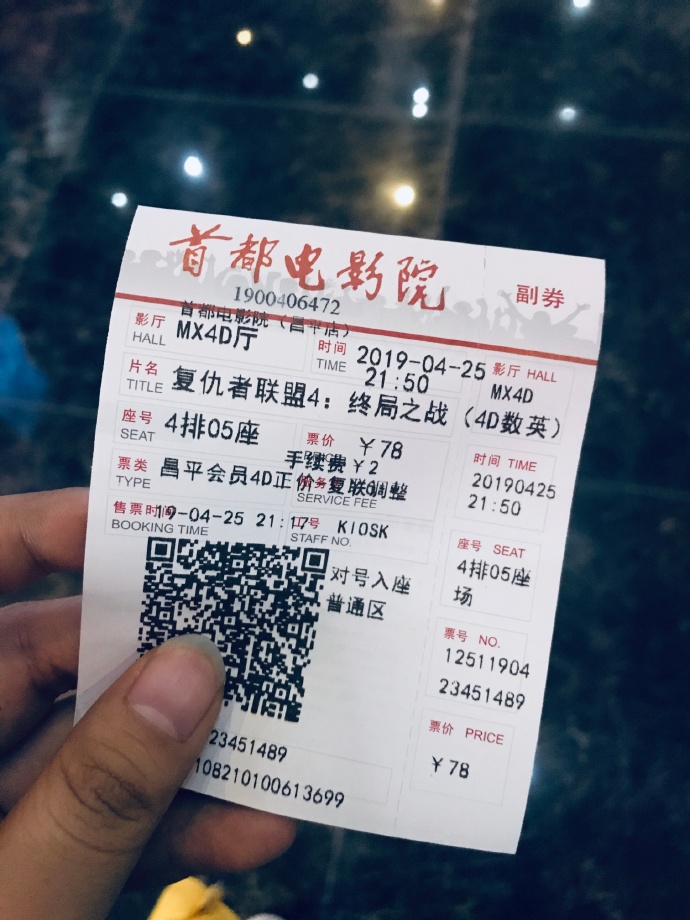 首都电影院
副券
1900406472
首都电影院（昌平店）
影厅
HALL
MX4D厅
时间
TIME
2019-04-25
21:50
片名
TITLE
复仇者联盟4：终局之战（4D数英）
座号
SEAT
4排05座
票价
￥78
手续费￥2
票类
TYPE
昌平会员4D正价-复联调整
SERVICE FEE
售票时间
BOOKING TIME
19-04-25 21:17
STAFF NO.
KIOSK
对号入座
普通区
23451489
108210100613699
影厅 HALL
MX4D
时间 TIME
20190425
21:50
座号 SEAT
4排05座
场
票号 NO.
12511904
23451489
票价 PRICE
￥78